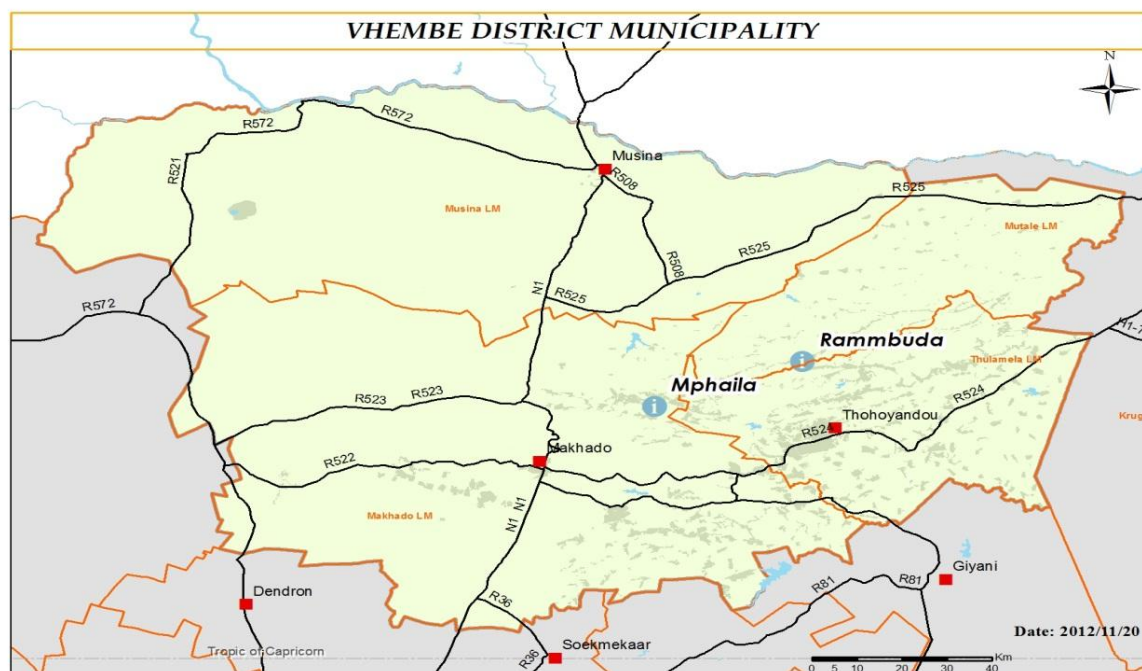 VHEMBE DISTRICT MUNICIPALITY
N
R572
R572
R521
Musina
R508
R525
Musina LM
Mutale LM
R525
R508
N1
R525
R572
Rammbuda
Thulamela LM
Mphaila
R523
R523
R524
Thohoyandou
R524
Makhado
R522
N1
N1
Makhado LM
Giyani
R81
R81
R36
Dendron
Soekmekaar
R36
Date: 2012/11/20
Tropic of Capricorn
Km
0 5 10 20 30 40